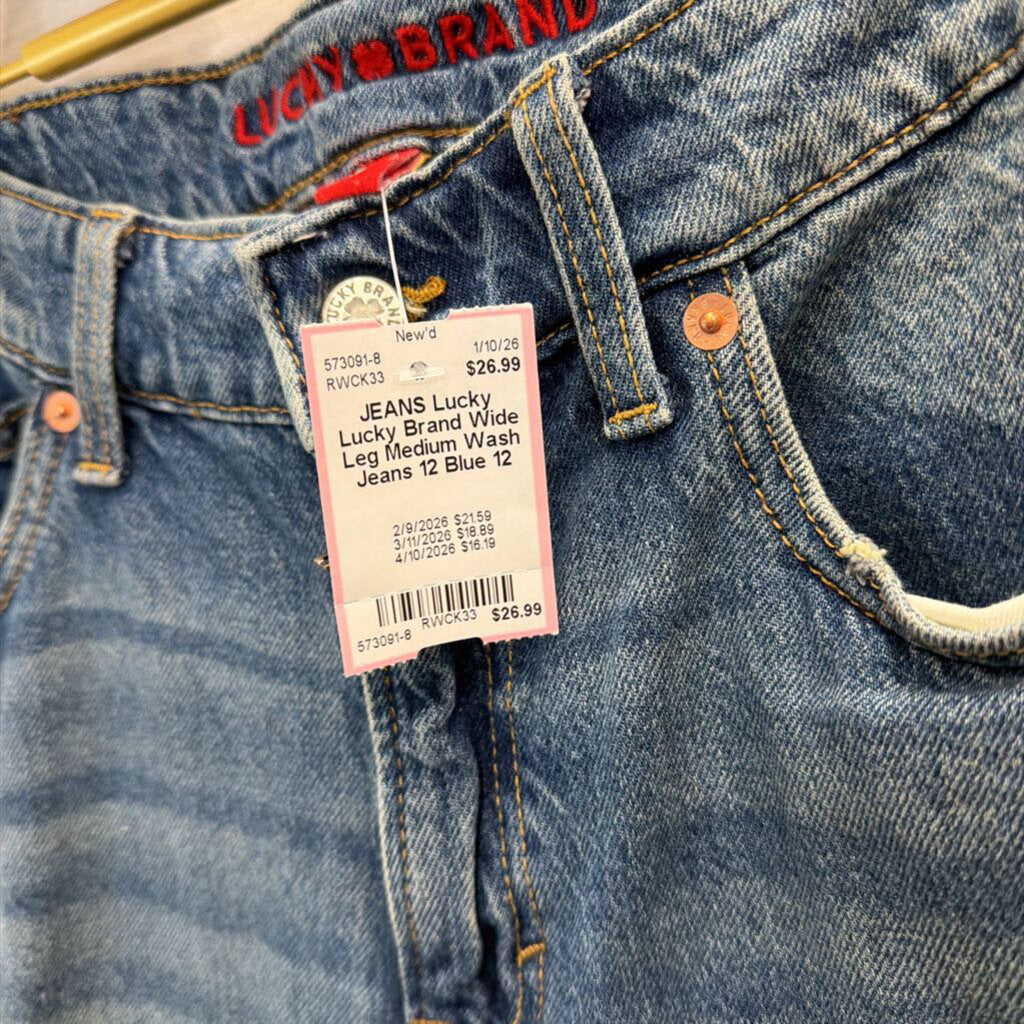 LUCKY BRAND
LUCKY BRAN
New'd
573091-8
1/10/26
RWCK33
$26.99
JEANS Lucky
Lucky Brand Wide
Leg Medium Wash
Jeans 12 Blue 12
2/9/2026 $21.59
3/11/2026 $18.89
4/10/2026 $16.19
573091-8 RWCK33 $26.99